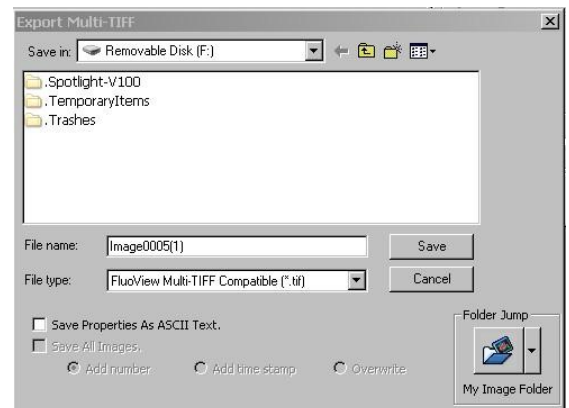 Export Multi-TIFF
Save in: Removable Disk (F:)
.Spotlight-V100
.TemporaryItems
.Trashes
File name: Image0005(1) Save
File type: FluoView Multi-TIFF Compatible (*.tif) Cancel
Save Properties As ASCII Text.
Save All Images.
Add number Add time stamp Overwrite
Folder Jump
My Image Folder